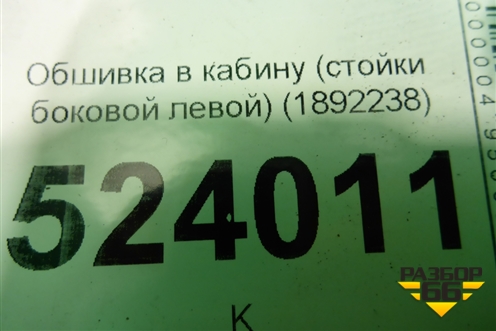 Обшивка в кабину (стойки
боковой левой) (1892238)
524011
К
РАЗБОР
66